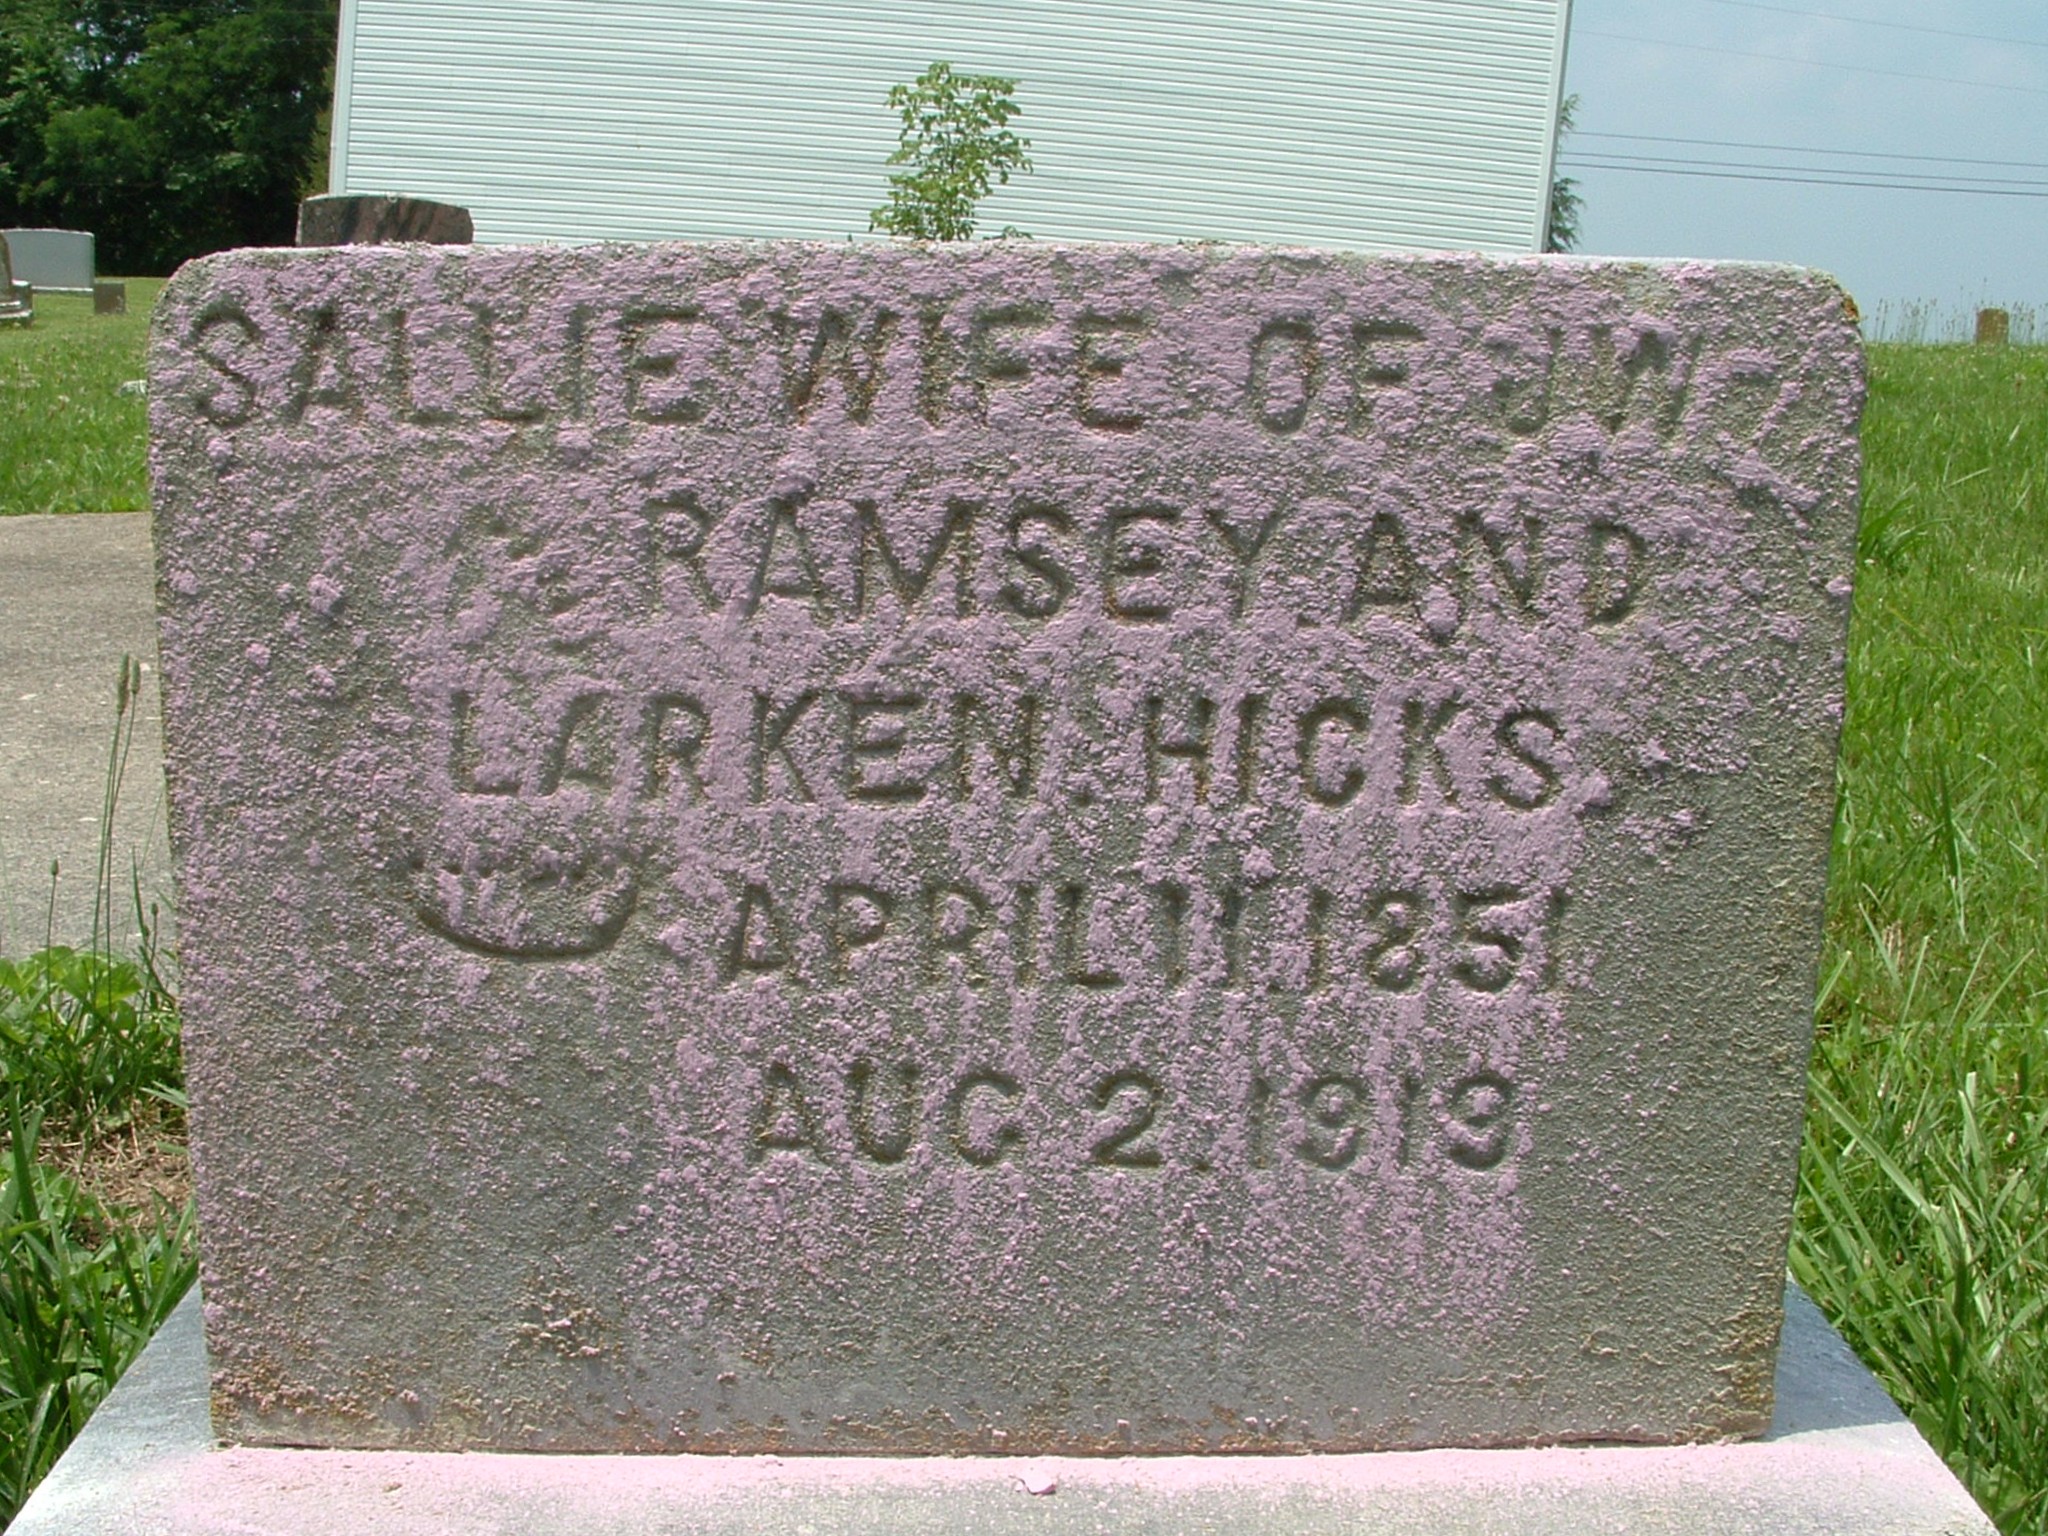 SALLIE WIFE OF J.W.
RAMSEY. AND
LARKEN. HICKS
APRIL 11. 1851
AUG 2. 1919